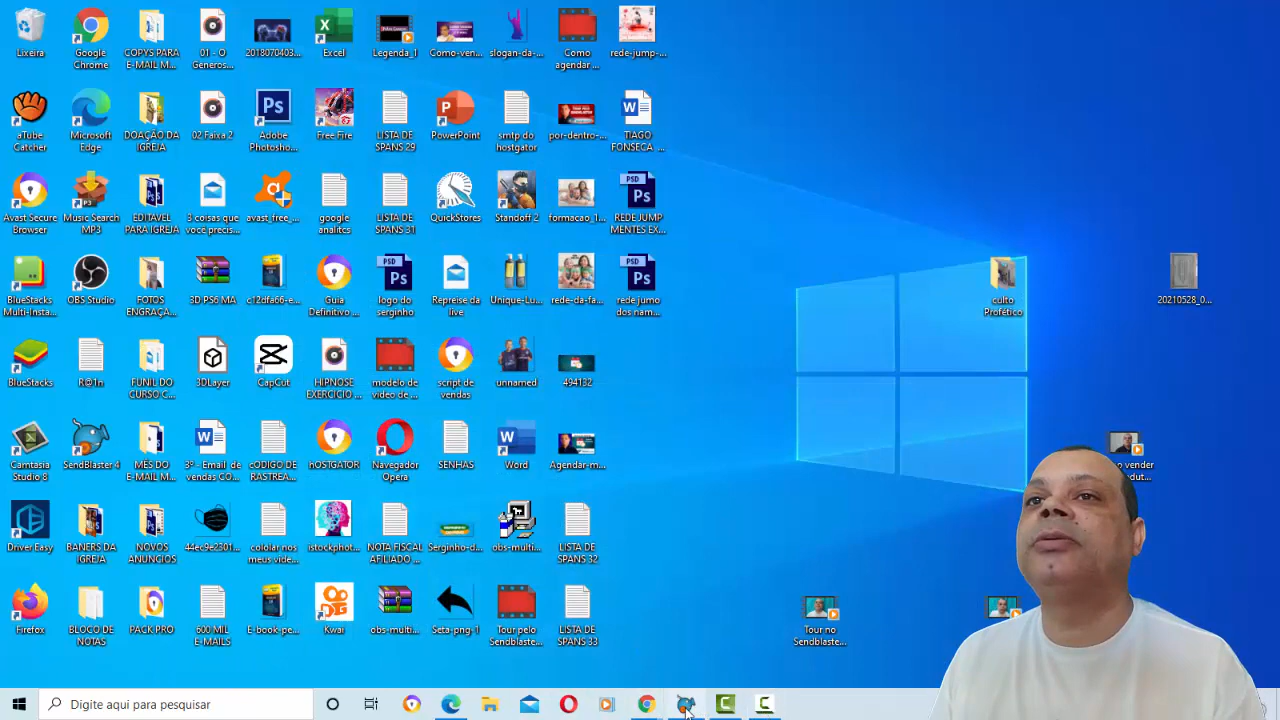 Lixeira
Google
Chrome
COPYS PARA
E-MAIL M...
01 - O
Generos...
2018070403...
Excel
Legenda_1
Como-ven...
slogan-da-...
Como
agendar ...
rede-jump-...
aTube
Catcher
Microsoft
Edge
DOAÇÃO DA
IGREJA
02 Faixa 2
Adobe
Photosho...
Free Fire
LISTA DE
SPANS 29
PowerPoint
smtp do
hostgator
por-dentro-...
TIAGO
FONSECA ...
Avast Secure
Browser
Music Search
MP3
EDITAVEL
PARA IGREJA
3 coisas que
você precis...
avast_free_...
google
analitcs
LISTA DE
SPANS 31
QuickStores
Standoff 2
formaçao_1...
REDE JUMP
MENTES EX...
BlueStacks
Multi-Insta...
OBS Studio
FOTOS
ENGRAÇA...
3D PS6 MA
c12dfa66-e...
Guia
Definitivo ...
logo do
serginho
Reprise da
live
Unique-Lu...
rede-da-fa...
rede jumo
dos nam...
culto
Profético
20210528_0...
BlueStacks
R@1n
FUNIL DO
CURSO C...
3DLayer
CapCut
HIPNOSE
EXERCICIO ...
modelo de
video de ...
script de
vendas
unnamed
494132
Camtasia
Studio 8
SendBlaster 4
MES DO
E-MAIL M...
3º - Email de
vendas CO...
cODIGO DE
RASTREA...
hOSTGATOR
Navegador
Opera
SENHAS
Word
Agendar-m...
vender
dut...
Driver Easy
BANERS DA
IGREJA
NOVOS
ANUNCIOS
44ec9e2301...
cololar nos
meus vide...
istockphot...
NOTA FISCAL
AFILIADO ...
Serginho-d...
obs-multi...
LISTA DE
SPANS 32
Firefox
BLOCO DE
NOTAS
PACK PRO
600 MIL
E-MAILS
E-book-pe...
Kwai
obs-multi...
Seta-png-1
Tour pelo
Sendblaste...
LISTA DE
SPANS 33
Tour no
Sendblaste...
Digite aqui para pesquisar